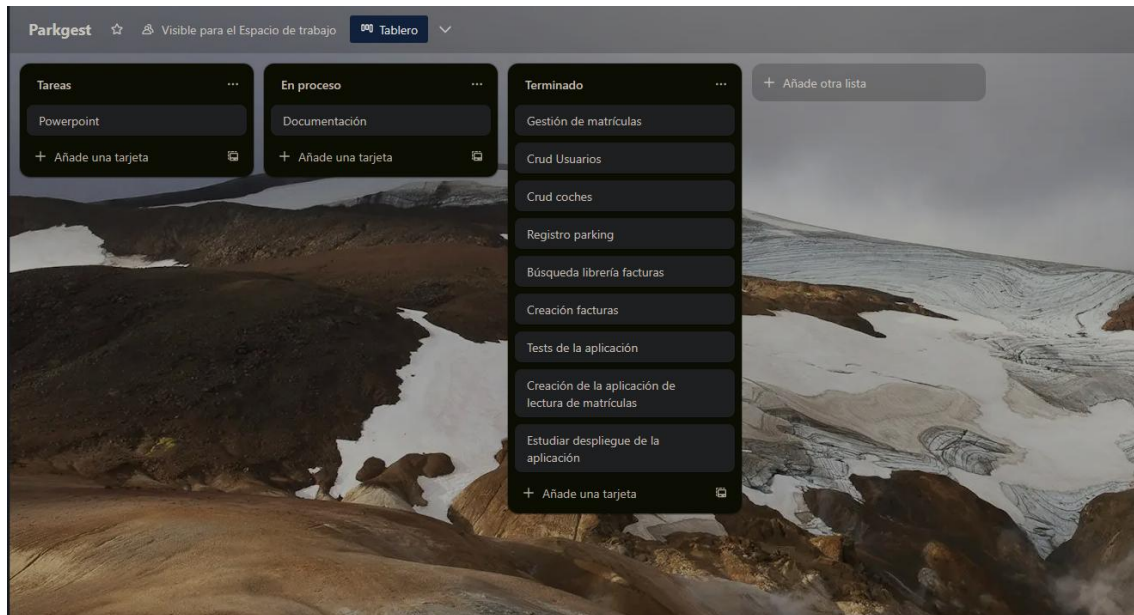 Parkgest
Visible para el Espacio de trabajo
Tablero
Tareas
Powerpoint
+ Añade una tarjeta
En proceso
Documentación
+ Añade una tarjeta
Terminado
Gestión de matrículas
Crud Usuarios
Crud coches
Registro parking
Búsqueda librería facturas
Creación facturas
Tests de la aplicación
Creación de la aplicación de
lectura de matrículas
Estudiar despliegue de la
aplicación
+ Añade una tarjeta
+ Añade otra lista